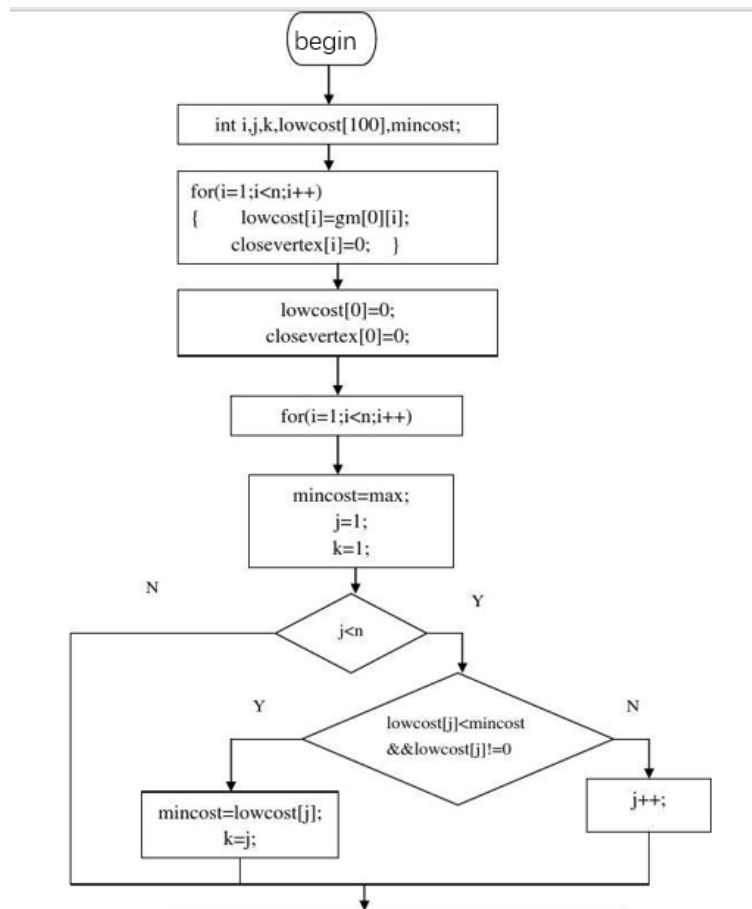 begin
int i,j,k,lowcost[100],mincost;
for(i=1;i<n;i++)
{ lowcost[i]=gm[0][i];
closevertex[i]=0; }
lowcost[0]=0;
closevertex[0]=0;
for(i=1;i<n;i++)
mincost=max;
j=1;
k=1;
N
Y
j<n
Y
N
lowcost[j]<mincost
&&lowcost[j]!=0
mincost=lowcost[j];
k=j;
j++;